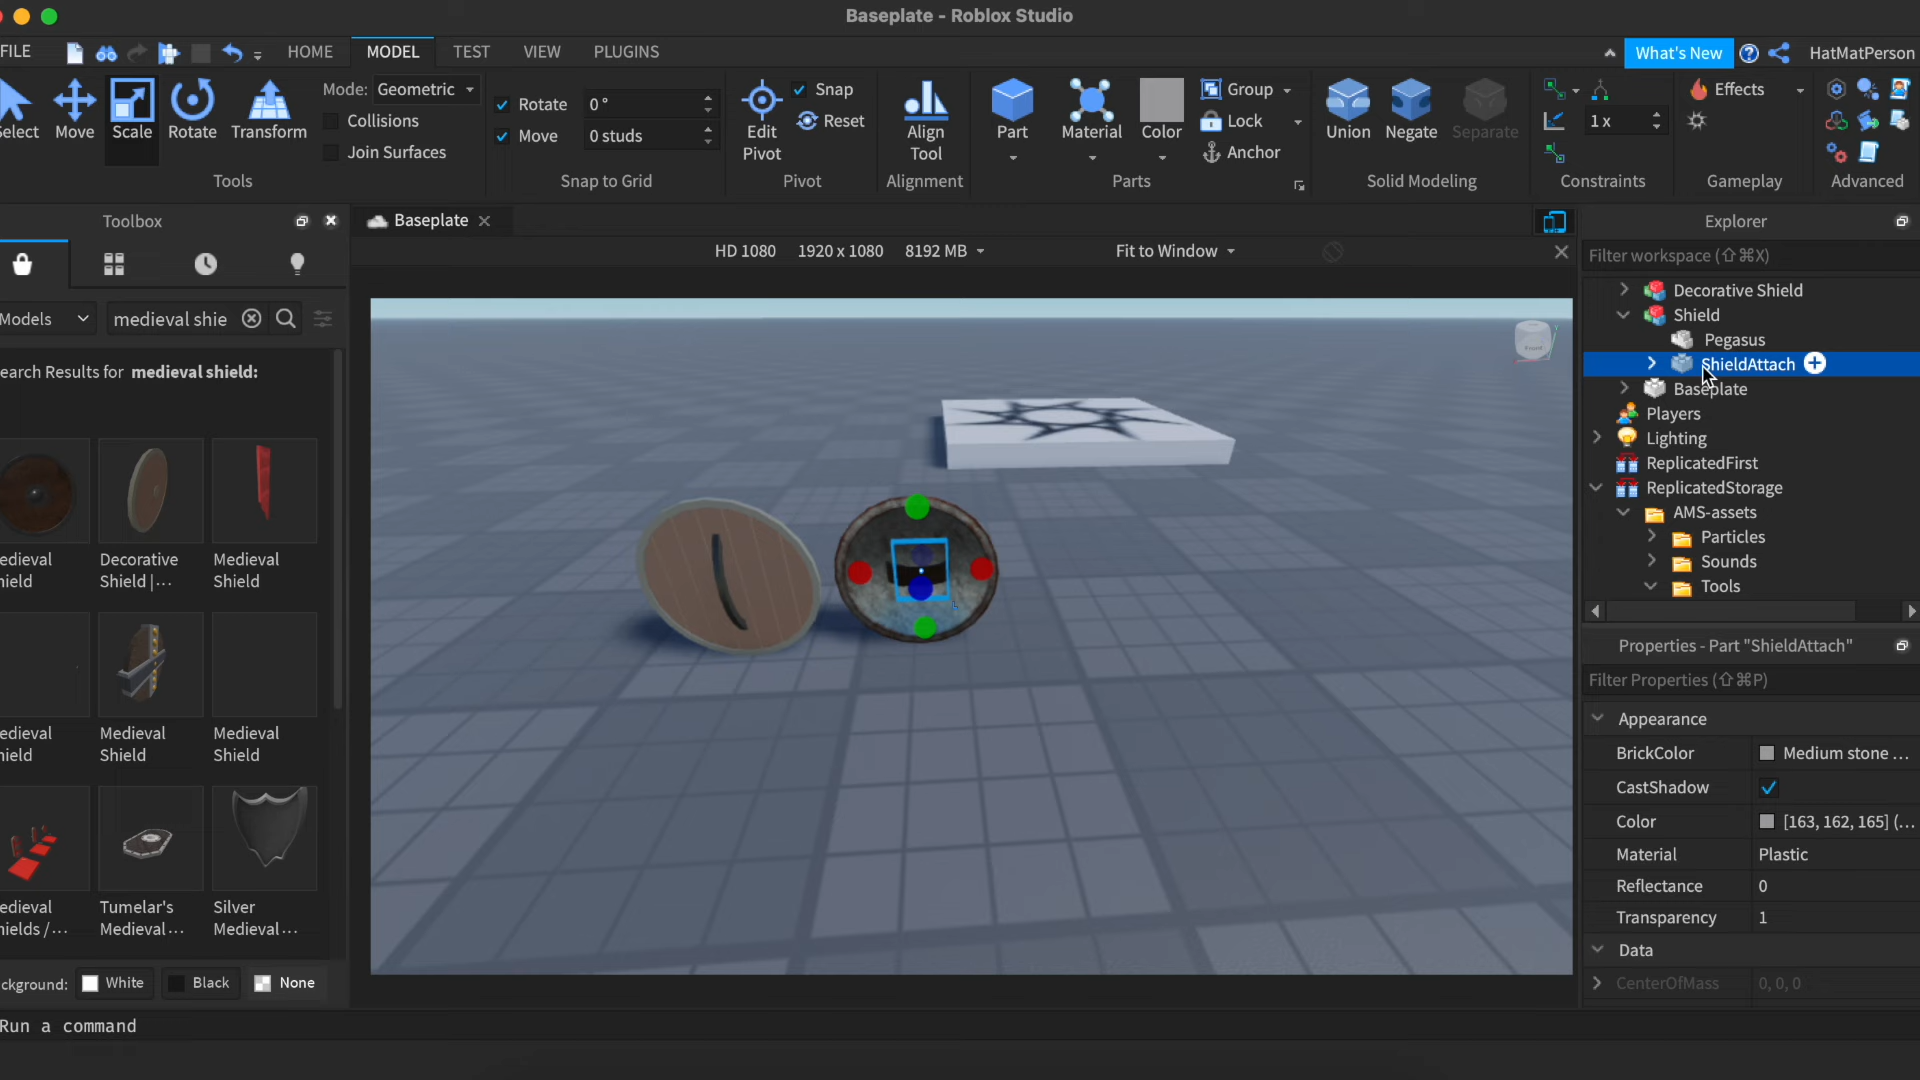 Baseplate - Roblox Studio
FILE
HOME
MODEL
TEST
VIEW
PLUGINS
What's New
HatMatPerson
Select
Move
Scale
Rotate
Transform
Mode: Geometric
Collisions
Join Surfaces
Tools
Rotate 0 °
Move 0 studs
Snap to Grid
Edit
Pivot
Snap
Reset
Pivot
Align
Tool
Alignment
Part
Material
Color
Group
Lock
Anchor
Parts
Union
Negate
Separate
Solid Modeling
1 x
Constraints
Effects
Gameplay
Advanced
Toolbox
Models
medieval shie
earch Results for medieval shield:
edieval
hield
Decorative
Shield |...
Medieval
Shield
edieval
hield
Medieval
Shield
Medieval
Shield
edieval
hields /...
Tumelar's
Medieval...
Silver
Medieval...
ckground:
White
Black
None
Run a command
Baseplate
HD 1080 1920 x 1080 8192 MB
Fit to Window
Explorer
Filter workspace (⇧⌘X)
Decorative Shield
Shield
Pegasus
ShieldAttach
Baseplate
Players
Lighting
ReplicatedFirst
ReplicatedStorage
AMS-assets
Particles
Sounds
Tools
Properties - Part "ShieldAttach"
Filter Properties (⇧⌘P)
Appearance
BrickColor Medium stone ...
CastShadow
Color [163, 162, 165] (...
Material Plastic
Reflectance 0
Transparency 1
Data
CenterOfMass 0, 0, 0